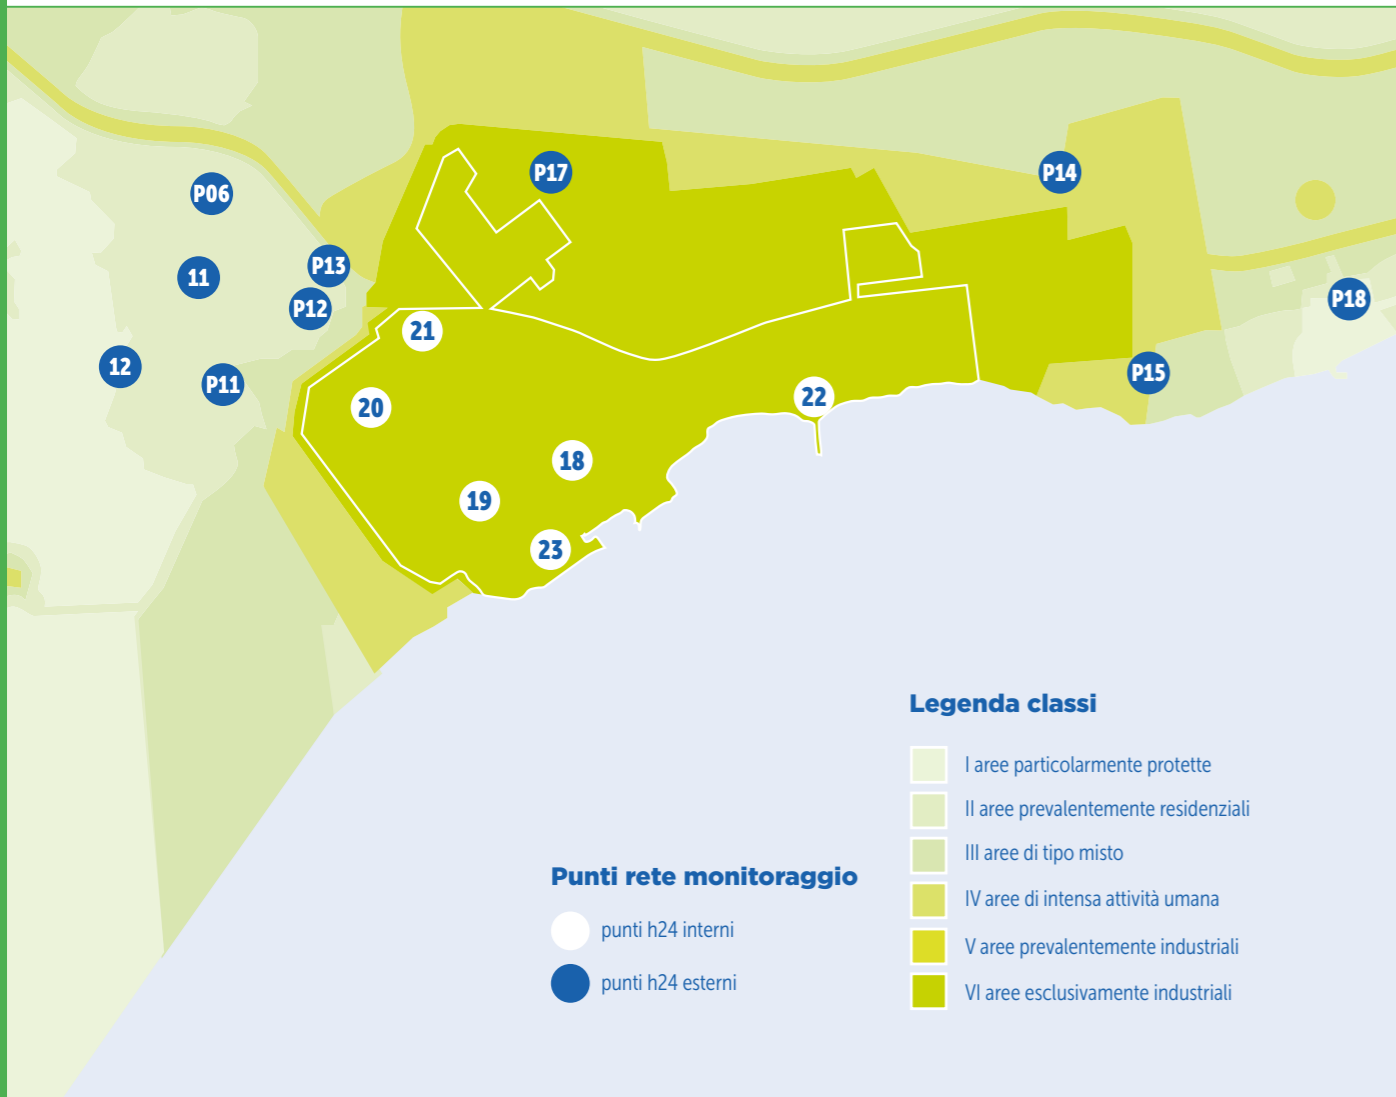 P17
P14
P06
P13
11
P12
P18
21
12
P11
P15
20
22
18
19
23
Legenda classi
I aree particolarmente protette
II aree prevalentemente residenziali
III aree di tipo misto
IV aree di intensa attività umana
V aree prevalentemente industriali
VI aree esclusivamente industriali
Punti rete monitoraggio
punti h24 interni
punti h24 esterni